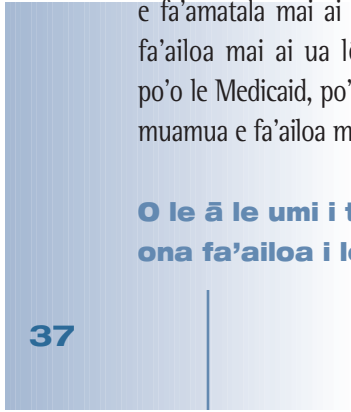 e fa’amatala mai ai
fa’ailoa mai ai ua l
po’o le Medicaid, po’
muamua e fa’ailoa m
O le ā le umi i t
ona fa’ailoa i l
37